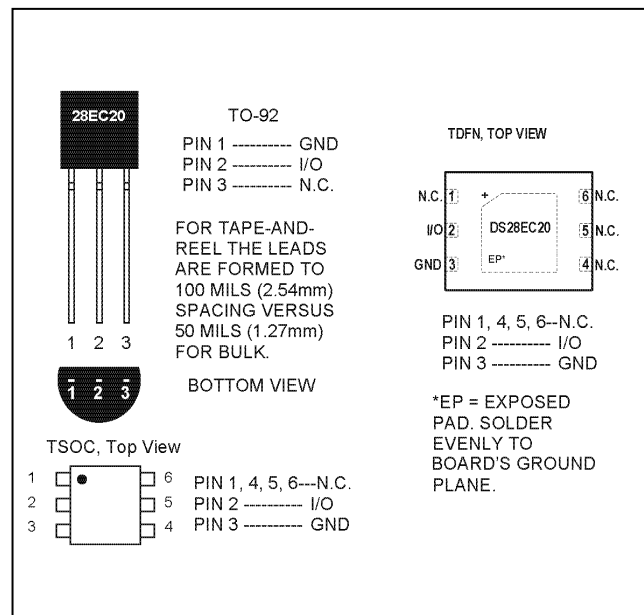 28EC20
TO-92
PIN 1 ---------- GND
PIN 2 ---------- I/O
PIN 3 ---------- N.C.
FOR TAPE-AND-
REEL THE LEADS
ARE FORMED TO
100 MILS (2.54mm)
SPACING VERSUS
50 MILS (1.27mm)
FOR BULK.
1 2 3
1 2 3
BOTTOM VIEW
TSOC, Top View
1 6
2 5
3 4
PIN 1, 4, 5, 6---N.C.
PIN 2 ---------- I/O
PIN 3 ---------- GND
TDFN, TOP VIEW
N.C. 1 + 6 N.C.
I/O 2 DS28EC20 5 N.C.
GND 3 EP* 4 N.C.
PIN 1, 4, 5, 6--N.C.
PIN 2 ---------- I/O
PIN 3 ---------- GND
*EP = EXPOSED
PAD. SOLDER
EVENLY TO
BOARD'S GROUND
PLANE.